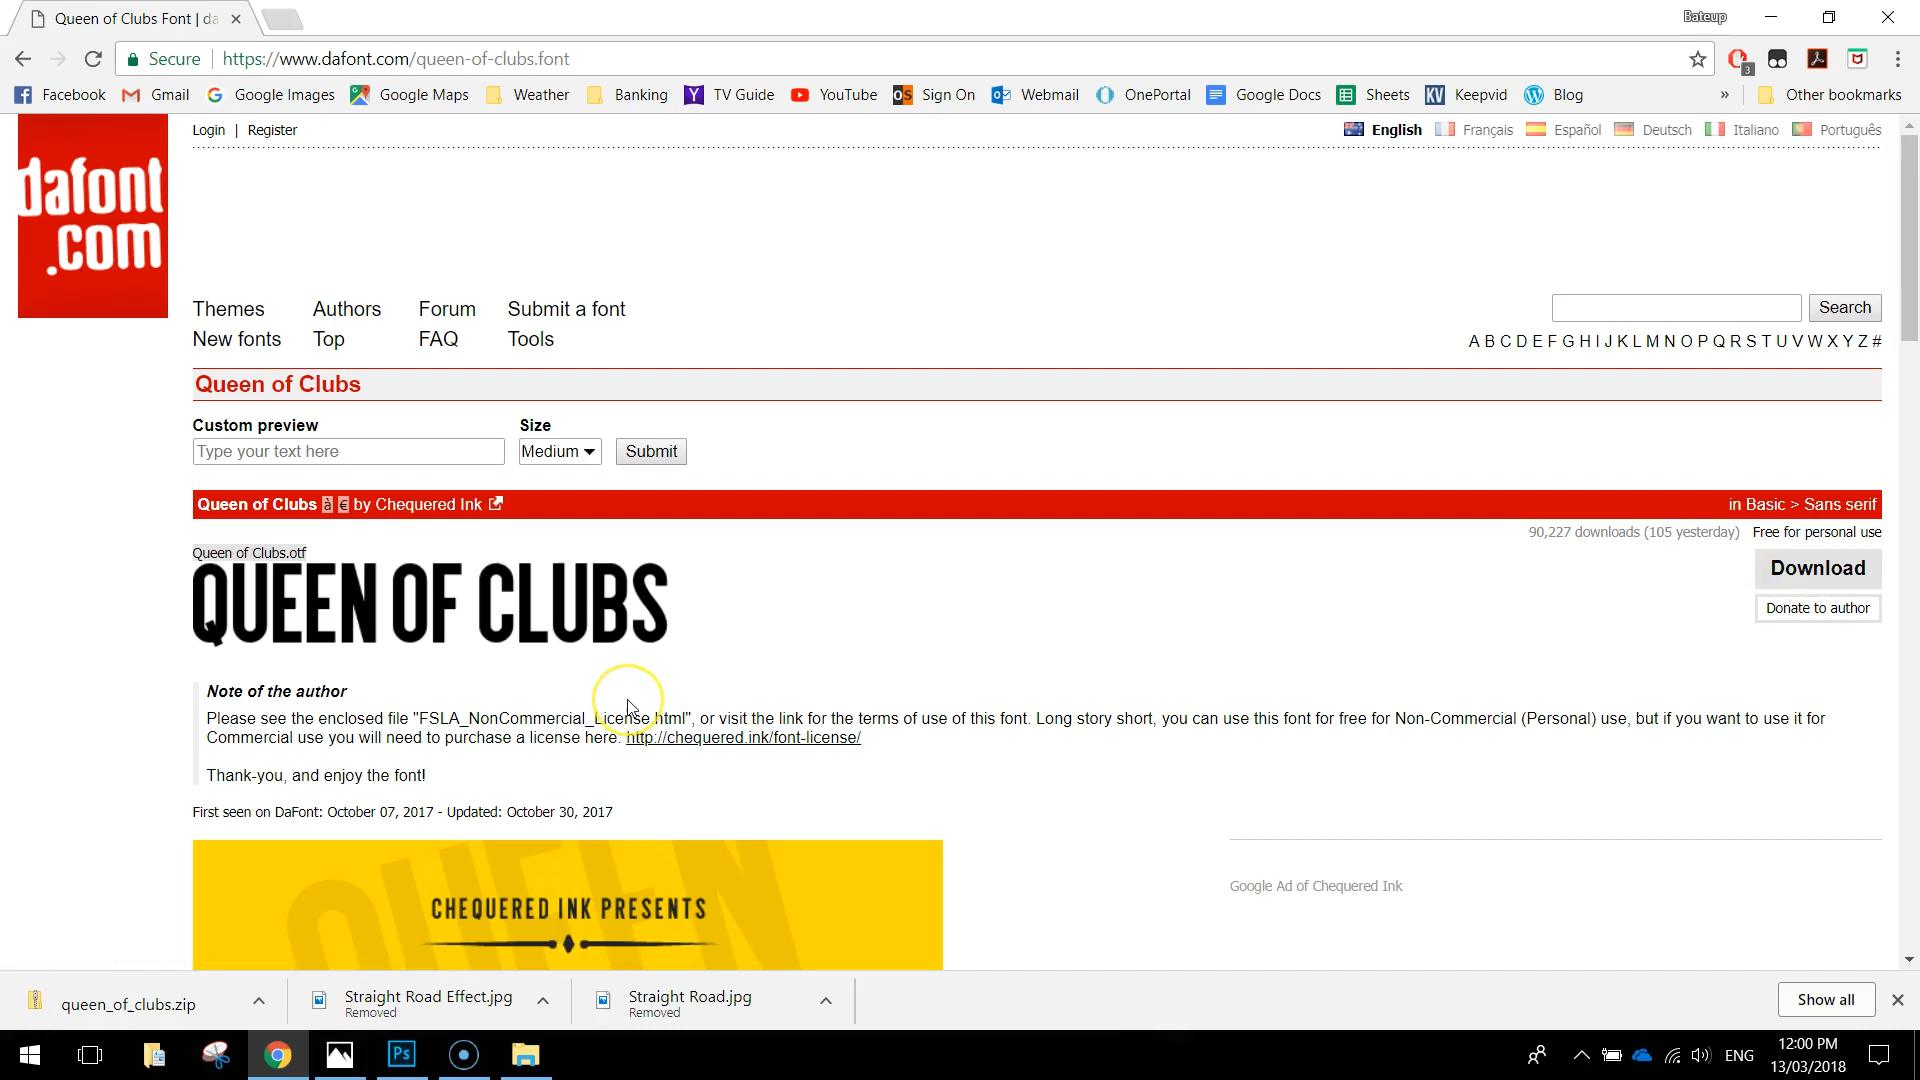 Queen of Clubs Font | da
Bateup
Secure
https://www.dafont.com/queen-of-clubs.font
3
Facebook
Gmail
Google Images
Google Maps
Weather
Banking
TV Guide
YouTube
Sign On
Webmail
OnePortal
Google Docs
Sheets
Keepvid
Blog
»
Other bookmarks
dafont
.com
Login | Register
English
Français
Español
Deutsch
Italiano
Português
Themes
Authors
Forum
Submit a font
New fonts
Top
FAQ
Tools
Search
A B C D E F G H I J K L M N O P Q R S T U V W X Y Z #
Queen of Clubs
Custom preview
Size
Type your text here
Medium
Submit
Queen of Clubs à € by Chequered Ink
in Basic > Sans serif
90,227 downloads (105 yesterday)
Free for personal use
Queen of Clubs.otf
Download
QUEEN OF CLUBS
Donate to author
Note of the author
Please see the enclosed file "FSLA_NonCommercial_License.html", or visit the link for the terms of use of this font. Long story short, you can use this font for free for Non-Commercial (Personal) use, but if you want to use it for
Commercial use you will need to purchase a license here. http://chequered.ink/font-license/
Thank-you, and enjoy the font!
First seen on DaFont: October 07, 2017 - Updated: October 30, 2017
QUEEN
CHEQUERED INK PRESENTS
Google Ad of Chequered Ink
queen_of_clubs.zip
Straight Road Effect.jpg
Removed
Straight Road.jpg
Removed
Show all
Ps
ENG
12:00 PM
13/03/2018